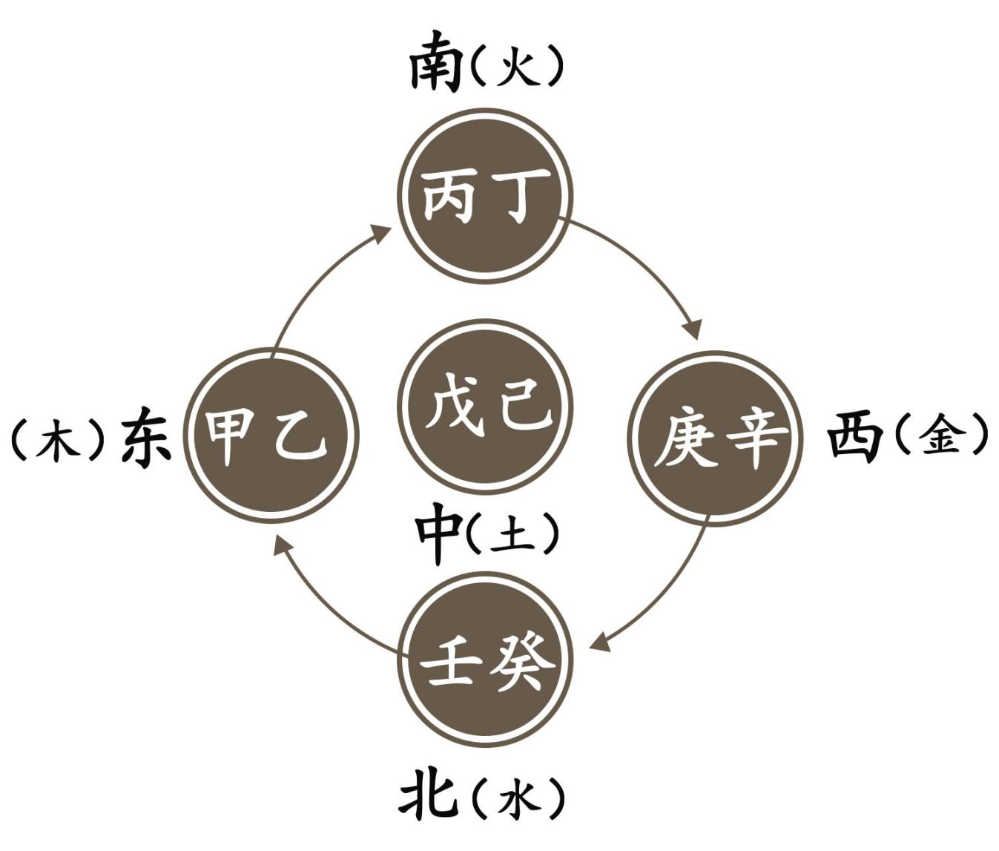 南(火)
丙丁
戊己
(木)东
甲乙
庚辛
西(金)
中(土)
壬癸
北(水)